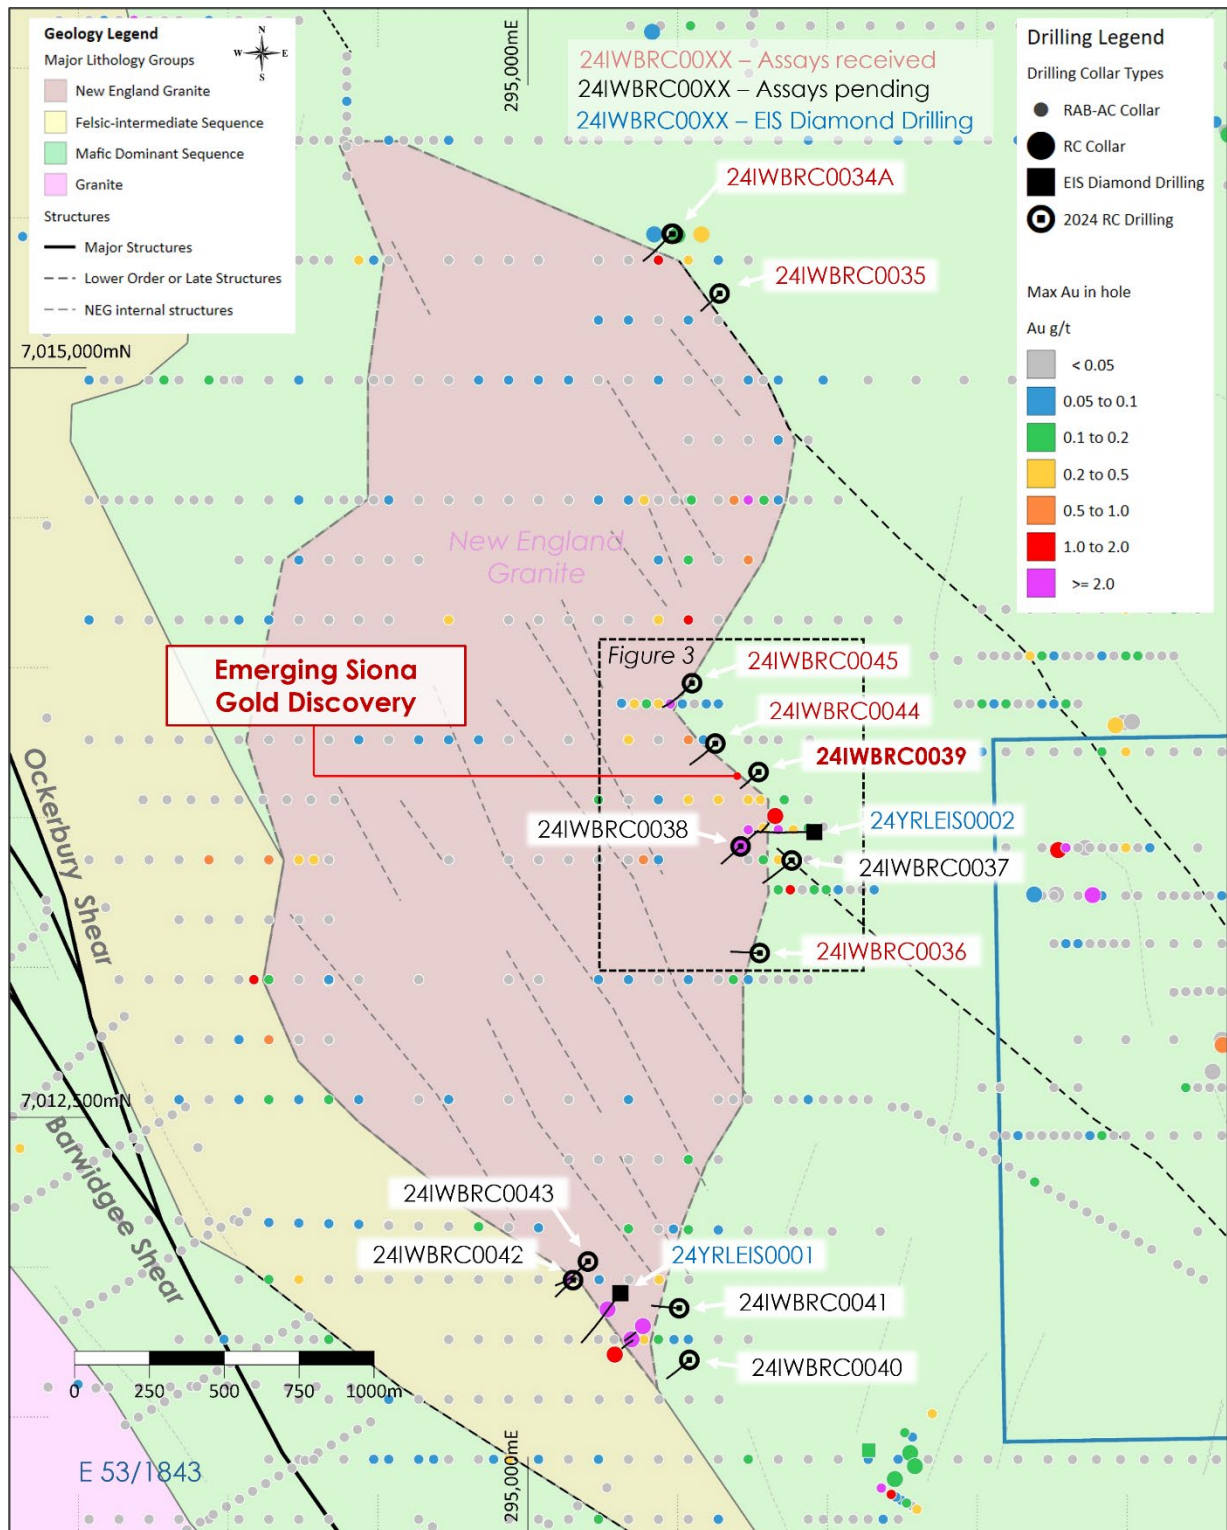 Geology Legend
Major Lithology Groups
New England Granite
Felsic-intermediate Sequence
Mafic Dominant Sequence
Granite
Structures
Major Structures
Lower Order or Late Structures
NEG internal structures
N
W
E
S
295,000mE
24IWBRC00XX – Assays received
24IWBRC00XX – Assays pending
24IWBRC00XX – EIS Diamond Drilling
Drilling Legend
Drilling Collar Types
RAB-AC Collar
RC Collar
EIS Diamond Drilling
2024 RC Drilling
Max Au in hole
Au g/t
< 0.05
0.05 to 0.1
0.1 to 0.2
0.2 to 0.5
0.5 to 1.0
1.0 to 2.0
>= 2.0
24IWBRC0034A
24IWBRC0035
7,015,000mN
New England
Granite
Figure 3
24IWBRC0045
Emerging Siona
Gold Discovery
24IWBRC0044
24IWBRC0039
24IWBRC0038
24YRLEIS0002
24IWBRC0037
24IWBRC0036
Ockerbury Shear
7,012,500mN
Barwidgee Shear
24IWBRC0043
24IWBRC0042
24YRLEIS0001
24IWBRC0041
24IWBRC0040
0
250
500
750
1000m
295,000mE
E 53/1843